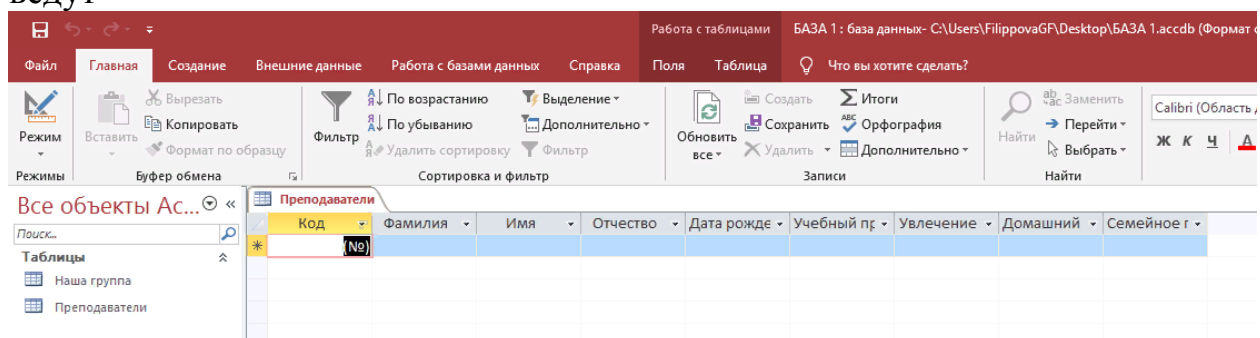 ведут
Работа с таблицами БАЗА 1 : база данных- C:\Users\FilippovaGF\Desktop\БАЗА 1.accdb (Формат
Файл Главная Создание Внешние данные Работа с базами данных Справка Поля Таблица Что вы хотите сделать?
Режим
Вставить
Вырезать
Копировать
Формат по образцу
Фильтр
По возрастанию
По убыванию
Удалить сортировку
Выделение
Дополнительно
Фильтр
Обновить все
Создать
Сохранить
Удалить
Итоги
Орфография
Дополнительно
Найти
Заменить
Перейти
Выбрать
Calibri (Область
Ж К Ч А
Режимы Буфер обмена Сортировка и фильтр Записи Найти
Все объекты Ac...
Поиск...
Таблицы
Наша группа
Преподаватели
Преподаватели
Код Фамилия Имя Отчество Дата рожде Учебный пр Увлечение Домашний Семейное г
* (№)